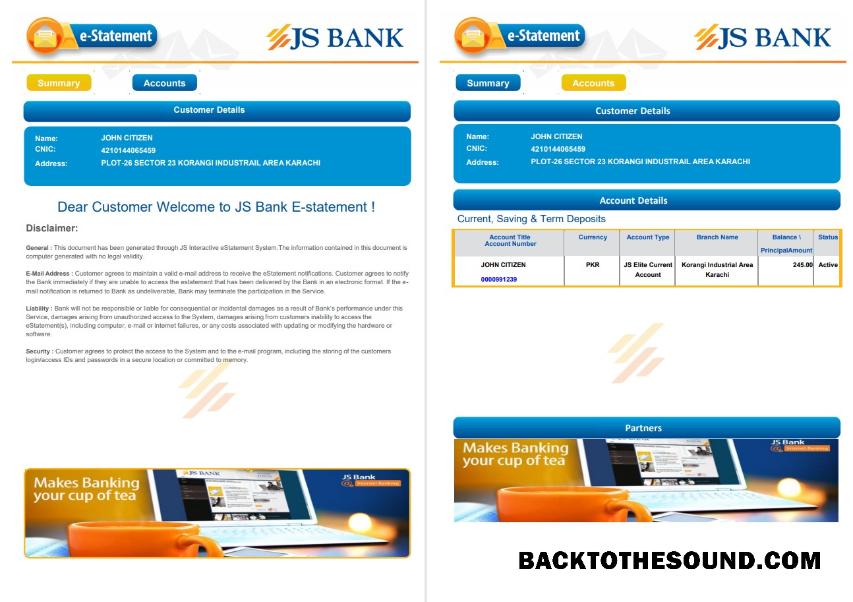 e-Statement
JS BANK
Summary
Accounts
Customer Details
Name: JOHN CITIZEN
CNIC: 4210144065459
Address: PLOT-26 SECTOR 23 KORANGI INDUSTRAIL AREA KARACHI
Dear Customer Welcome to JS Bank E-statement !
Disclaimer:
General : This document has been generated through JS Interactive eStatement System.The information contained in this document is
computer generated with no legal validity.
E-Mail Address : Customer agrees to maintain a valid e-mail address to receive the eStatement notifications. Customer agrees to notify
the Bank immediately if they are unable to access the estatement that has been delivered by the Bank in an electronic format. If the e-
mail notification is returned to Bank as undeliverable, Bank may terminate the participation in the Service.
Liability : Bank will not be responsible or liable for consequential or incidental damages as a result of Bank's performance under this
Service, damages arising from unauthorized access to the System, damages arising from customers inability to access the
eStatement(s), including computer, e-mail or internet failures, or any costs associated with updating or modifying the hardware or
software.
Security : Customer agrees to protect the access to the System and to the e-mail program, including the storing of the customers
login/access IDs and passwords in a secure location or committed to memory.
JS BANK
Makes Banking
your cup of tea
JS Bank
Internet Banking
e-Statement
JS BANK
Summary
Accounts
Customer Details
Name: JOHN CITIZEN
CNIC: 4210144065459
Address: PLOT-26 SECTOR 23 KORANGI INDUSTRAIL AREA KARACHI
Account Details
Current, Saving & Term Deposits
Account Title
Account Number
Currency
Account Type
Branch Name
Balance \
PrincipalAmount
Status
JOHN CITIZEN
0000991239
PKR
JS Elite Current
Account
Korangi Industrial Area
Karachi
245.00
Active
Partners
Makes Banking
your cup of tea
JS Bank
Internet Banking
BACKTOTHESOUND.COM